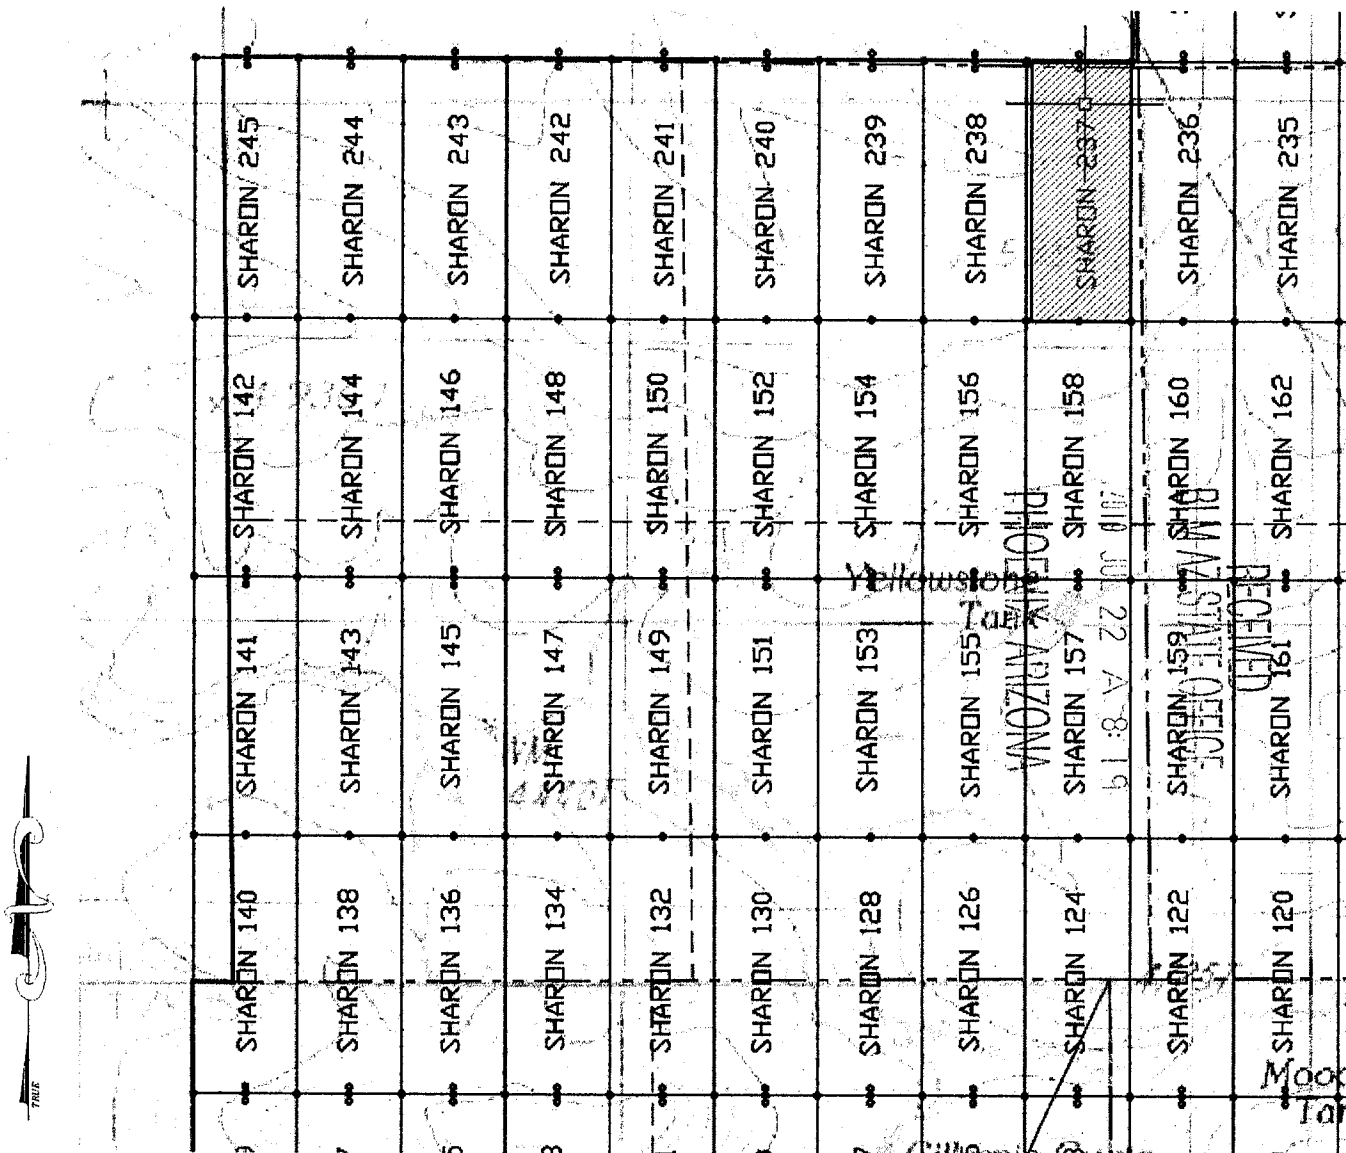 SHARON 245
SHARON 244
SHARON 243
SHARON 242
SHARON 241
SHARON 240
SHARON 239
SHARON 238
SHARON 237
SHARON 236
SHARON 235
SHARON 142
SHARON 144
SHARON 146
SHARON 148
SHARON 150
SHARON 152
SHARON 154
SHARON 156
SHARON 158
SHARON 160
SHARON 162
RECEIVED
BLM AZ STATE OFFICE
2010 JUL 22 A 8: 19
PHOENIX, ARIZONA
Yellowstone
Tank
SHARON 141
SHARON 143
SHARON 145
SHARON 147
SHARON 149
SHARON 151
SHARON 153
SHARON 155
SHARON 157
SHARON 159
SHARON 161
SHARON 140
SHARON 138
SHARON 136
SHARON 134
SHARON 132
SHARON 130
SHARON 128
SHARON 126
SHARON 124
SHARON 122
SHARON 120
TRUE